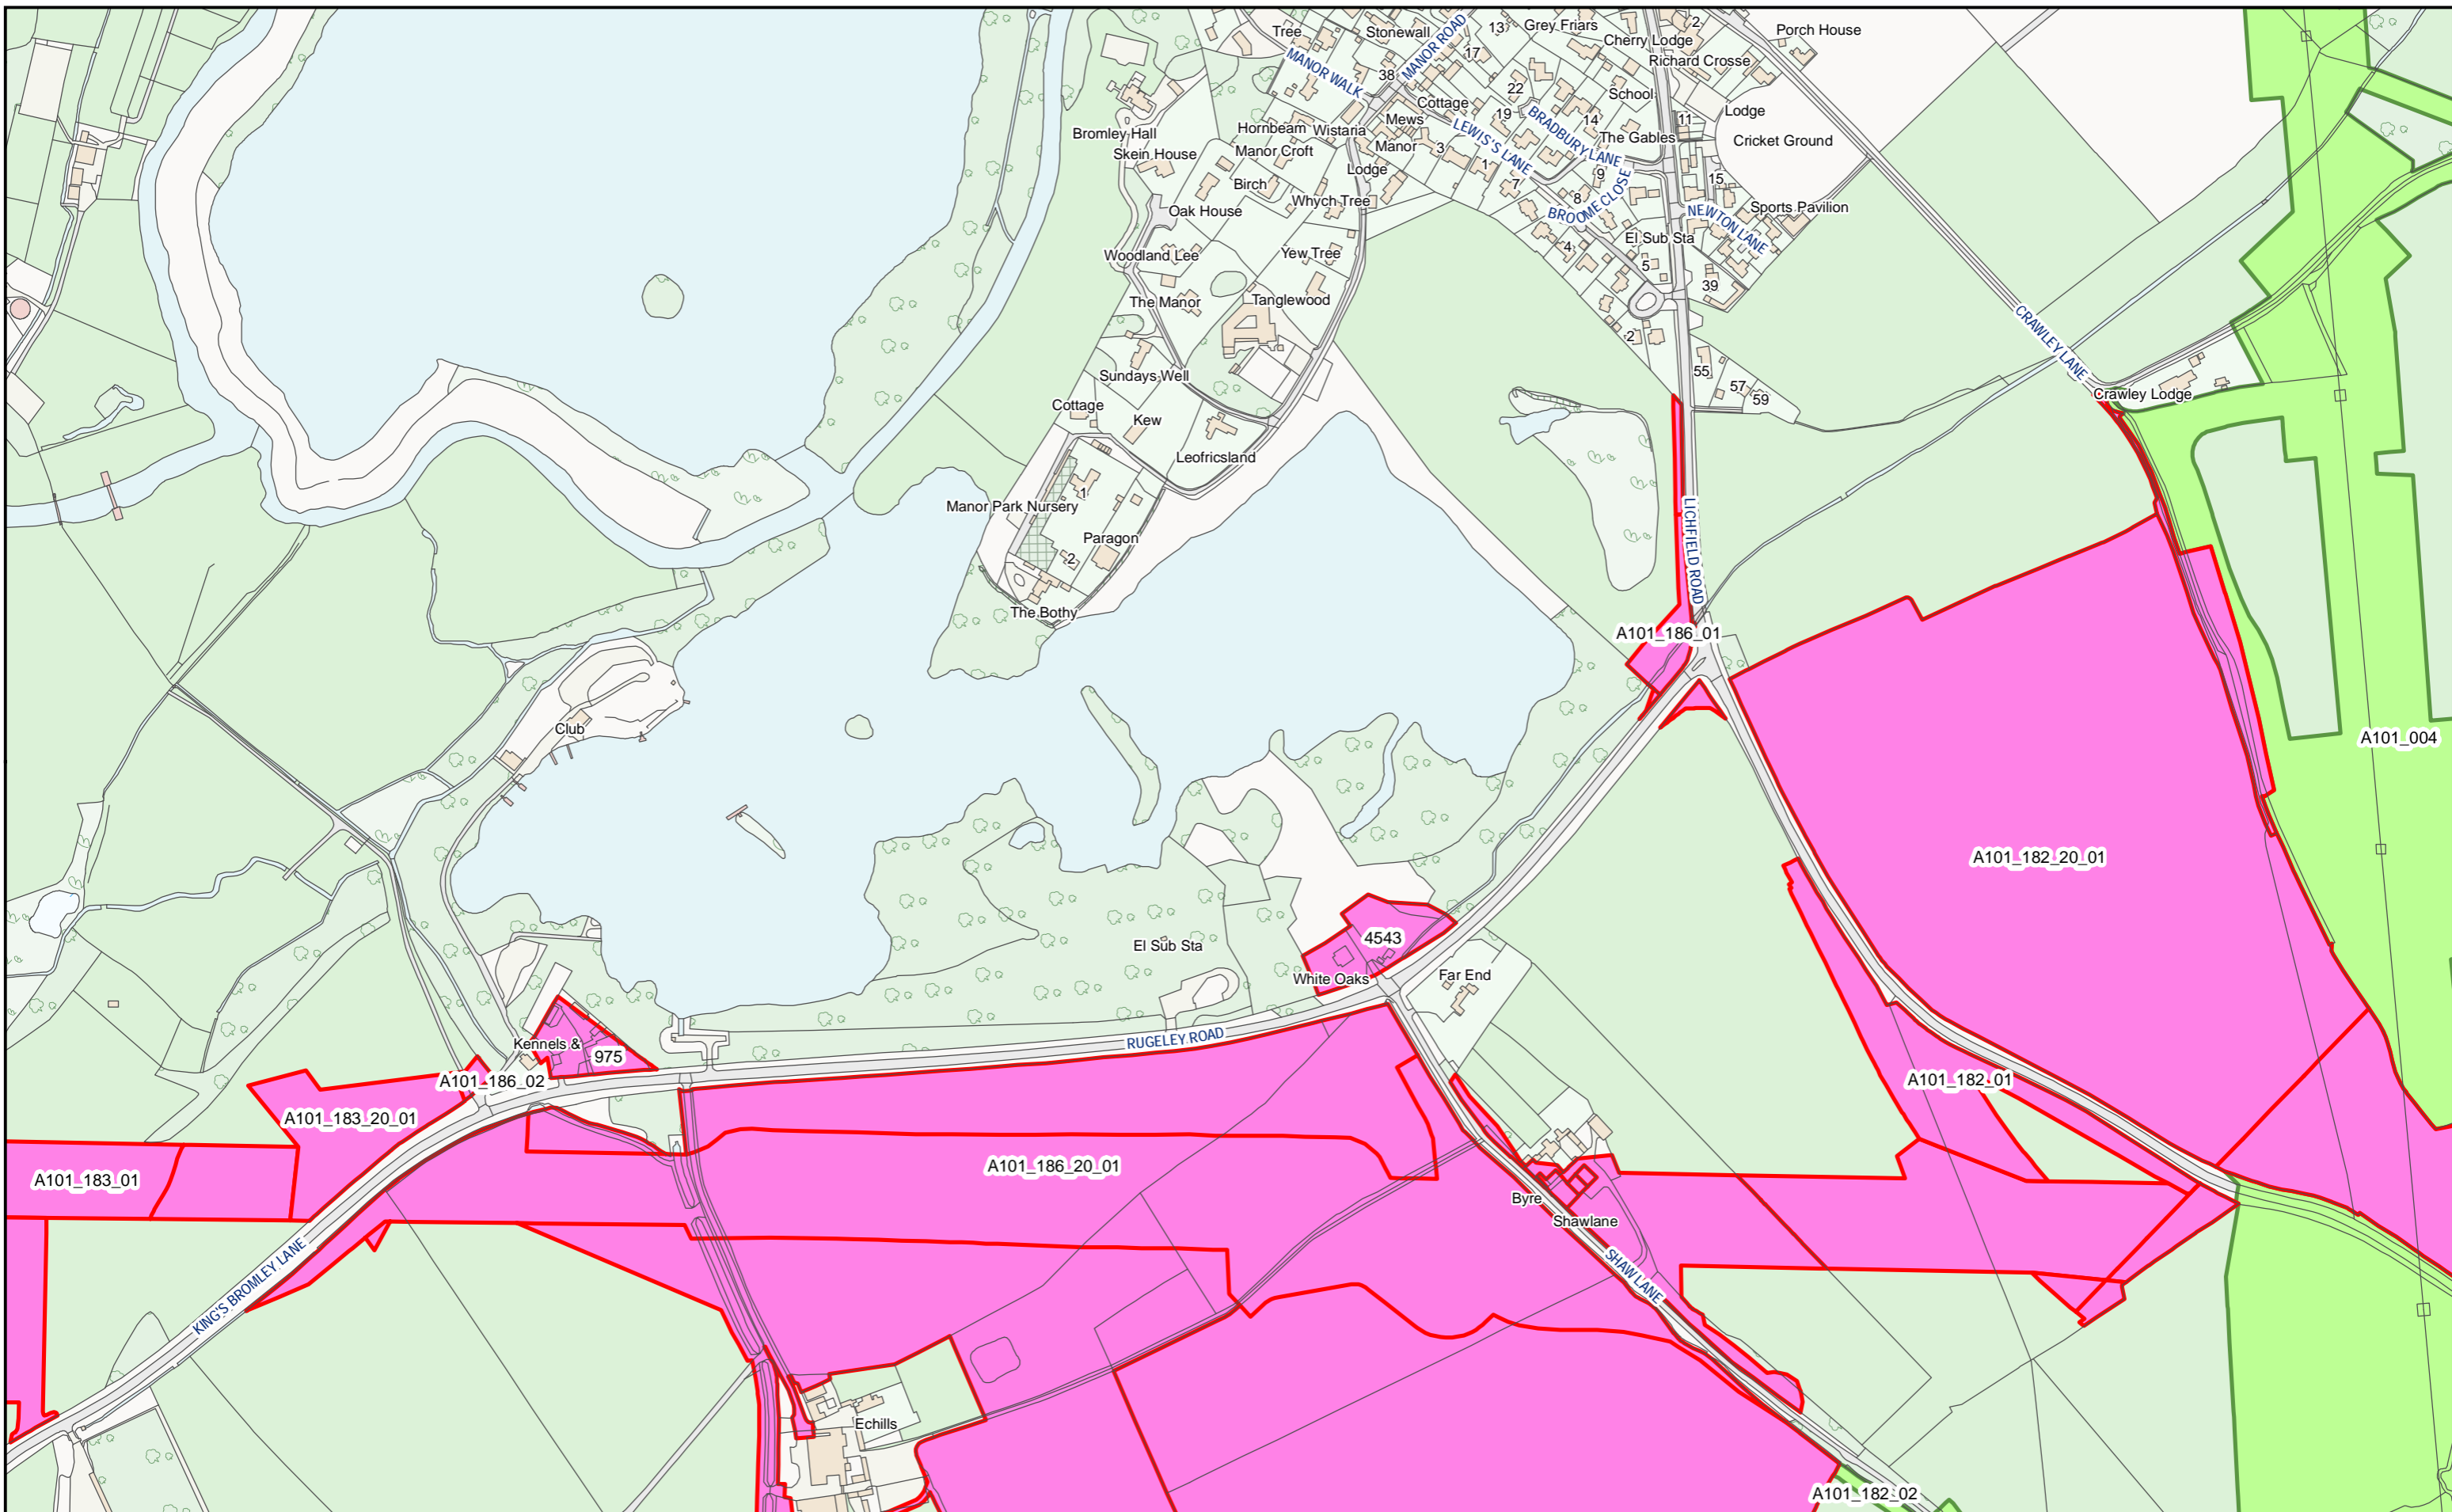 Tree
Stonewall
MANOR ROAD
13
Grey Friars
2
Cherry Lodge
Porch House
17
Richard Crosse
MANOR WALK
38
22
School
Cottage
Lodge
Bromley Hall
Hornbeam
Wistaria
Mews
19
BRADBURY LANE
14
11
LEWIS'S LANE
The Gables
Cricket Ground
Skein House
Manor Croft
Manor
3
Lodge
1
9
Birch
7
8
15
Oak House
Whych Tree
BROOME CLOSE
NEWTON LANE
Sports Pavilion
4
El Sub Sta
Woodland Lee
Yew Tree
5
39
The Manor
Tanglewood
2
CRAWLEY LANE
Sundays Well
55
57
59
Crawley Lodge
Cottage
Kew
Leofricsland
1
Manor Park Nursery
LICHFIELD ROAD
Paragon
2
The Bothy
A101_186_01
Club
A101_004
A101_182_20_01
4543
El Sub Sta
White Oaks
Far End
Kennels &
975
RUGELEY ROAD
A101_186_02
A101_182_01
A101_183_20_01
A101_186_20_01
A101_183_01
Byre
Shawlane
KING'S BROMLEY LANE
SHAW LANE
Echills
A101_182_02